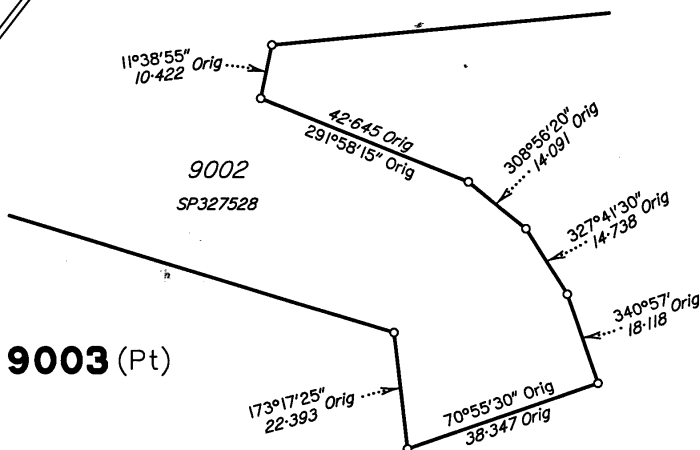 11°38'55" Orig
10·422
42·645 Orig
291°58'15" Orig
308°56'20" Orig
14·091
9002
SP327528
327°41'30" Orig
14·738
340°57' Orig
18·118
9003 (Pt)
173°17'25" Orig
22·393
70°55'30" Orig
38·347 Orig